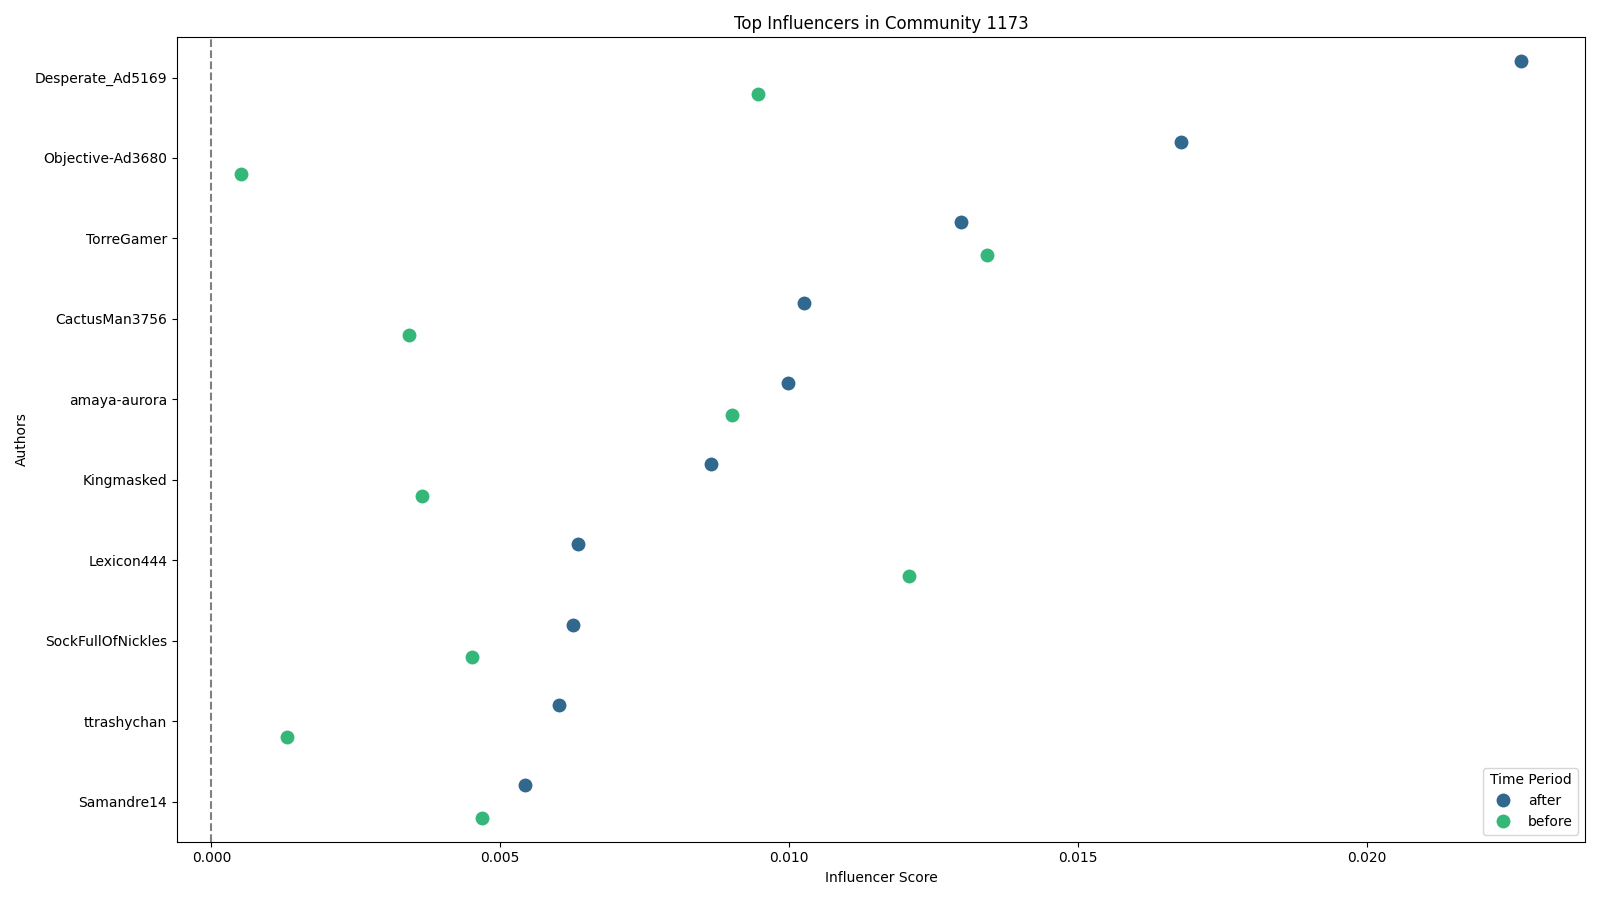 Top Influencers in Community 1173
Desperate_Ad5169
Objective-Ad3680
TorreGamer
CactusMan3756
amaya-aurora
Kingmasked
Lexicon444
SockFullOfNickles
ttrashychan
Samandre14
Authors
Time Period
after
before
0.000 0.005 0.010 0.015 0.020
Influencer Score